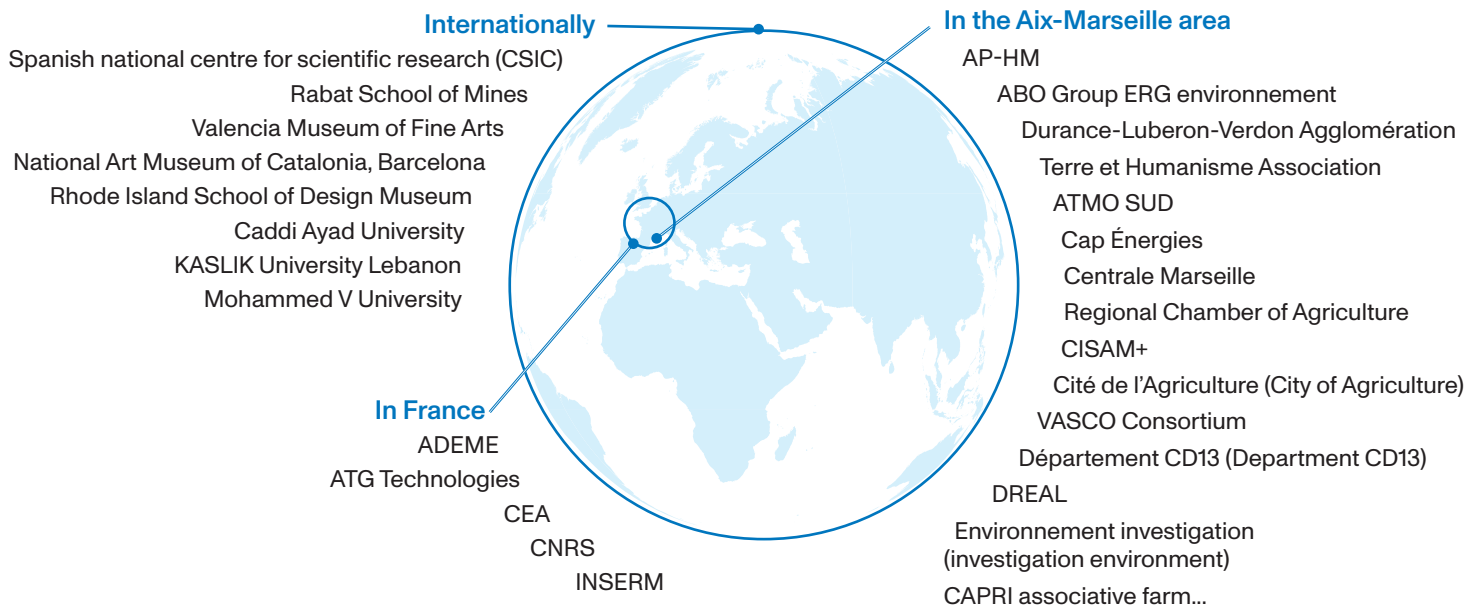 Internationally
Spanish national centre for scientific research (CSIC)
Rabat School of Mines
Valencia Museum of Fine Arts
National Art Museum of Catalonia, Barcelona
Rhode Island School of Design Museum
Caddi Ayad University
KASLIK University Lebanon
Mohammed V University
In France
ADEME
ATG Technologies
CEA
CNRS
INSERM
In the Aix-Marseille area
AP-HM
ABO Group ERG environnement
Durance-Luberon-Verdon Agglomération
Terre et Humanisme Association
ATMO SUD
Cap Énergies
Centrale Marseille
Regional Chamber of Agriculture
CISAM+
Cité de l'Agriculture (City of Agriculture)
VASCO Consortium
Département CD13 (Department CD13)
DREAL
Environnement investigation
(investigation environment)
CAPRI associative farm...